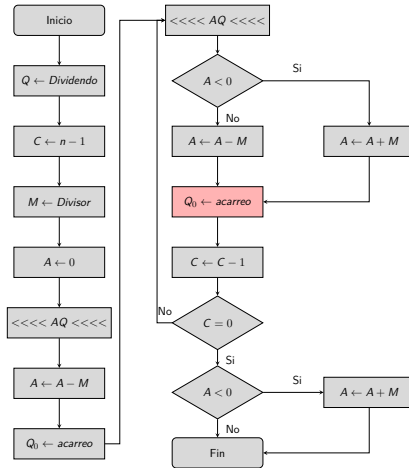 Inicio
Q ← Dividendo
C ← n − 1
M ← Divisor
A ← 0
<<<< AQ <<<<
A ← A − M
Q₀ ← acarreo
<<<< AQ <<<<
A < 0
Si
No
A ← A − M
A ← A + M
Q₀ ← acarreo
C ← C − 1
No
C = 0
Si
A < 0
Si
A ← A + M
No
Fin